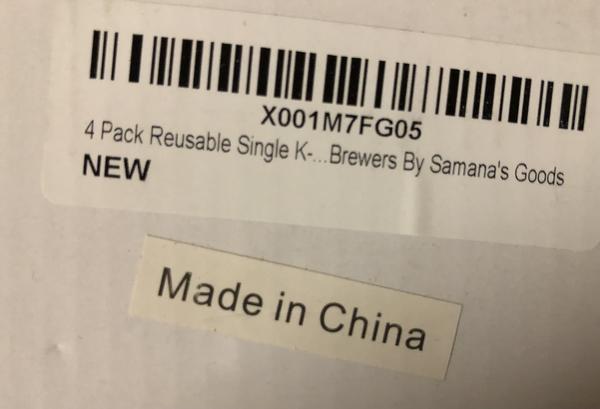 X001M7FG05
4 Pack Reusable Single K-...Brewers By Samana's Goods
NEW
Made in China